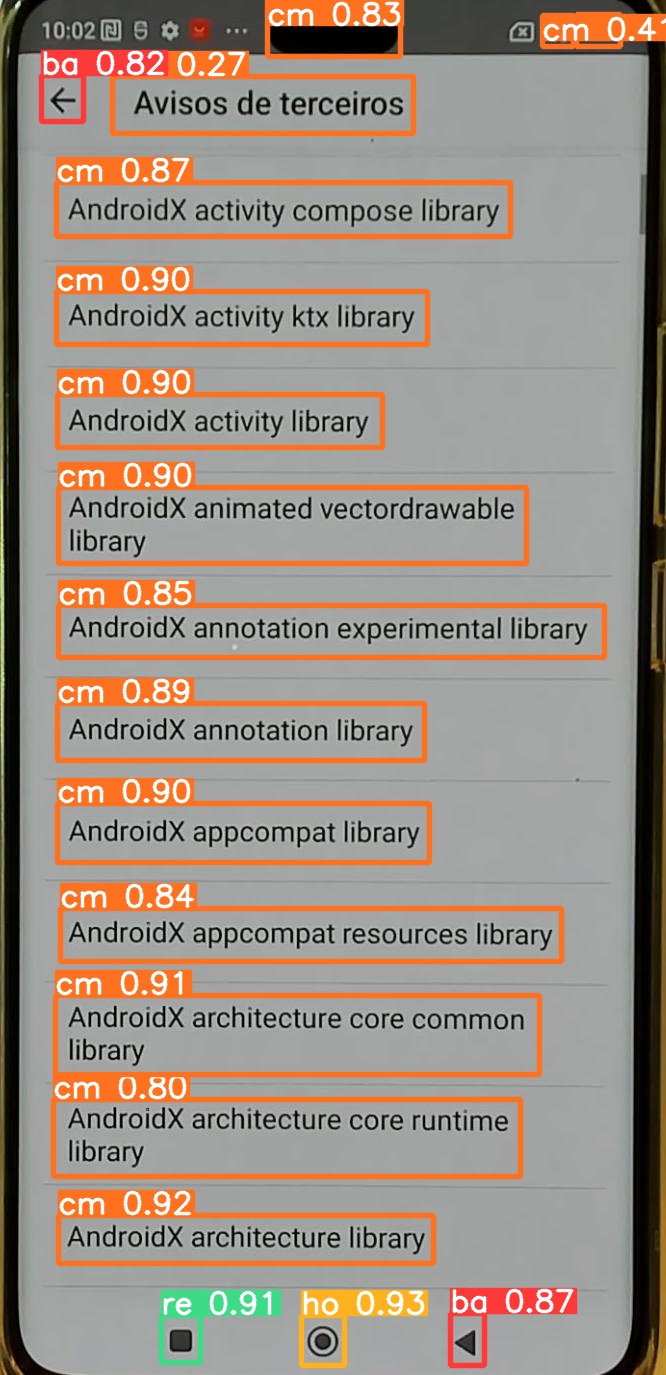 10:02
cm 0.83
cm 0.41
ba 0.82 0.27
Avisos de terceiros
cm 0.87
AndroidX activity compose library
cm 0.90
AndroidX activity ktx library
cm 0.90
AndroidX activity library
cm 0.90
AndroidX animated vectordrawable
library
cm 0.85
AndroidX annotation experimental library
cm 0.89
AndroidX annotation library
cm 0.90
AndroidX appcompat library
cm 0.84
AndroidX appcompat resources library
cm 0.91
AndroidX architecture core common
library
cm 0.80
AndroidX architecture core runtime
library
cm 0.92
AndroidX architecture library
re 0.91
ho 0.93
ba 0.87